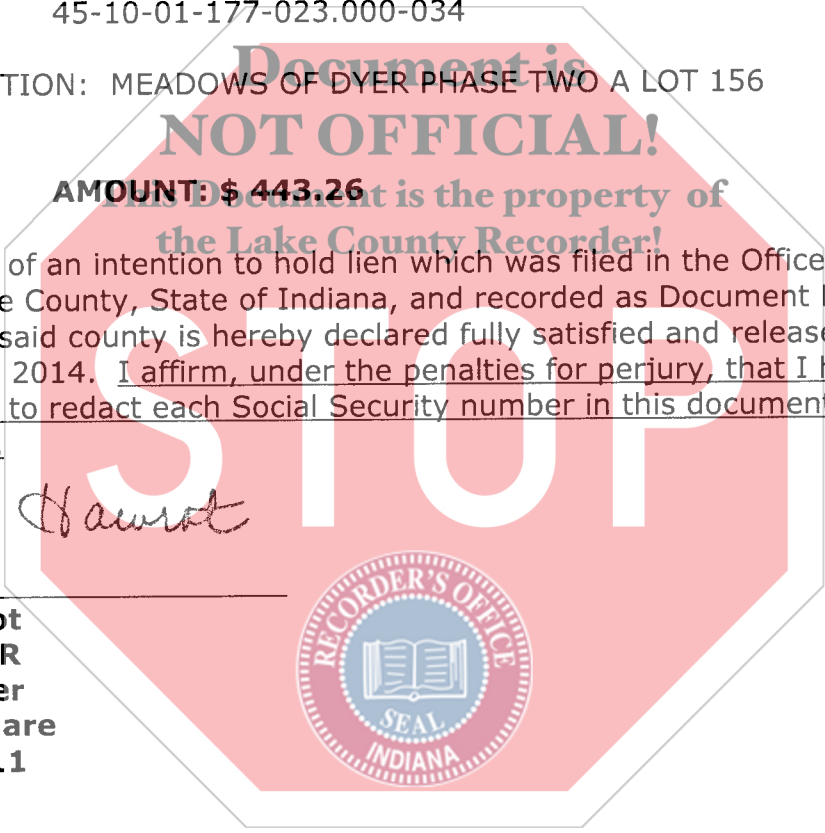 45-10-01-177-023.000-034
TION: MEADOWS OF DYER PHASE TWO A LOT 156
Document is
NOT OFFICIAL!
AMOUNT: $ 443.26
This Document is the property of
the Lake County Recorder!
of an intention to hold lien which was filed in the Office
e County, State of Indiana, and recorded as Document
said county is hereby declared fully satisfied and release
2014. I affirm, under the penalties for perjury, that I
to redact each Social Security number in this document
STOP
Hawrot
ot
R
er
are
11
RECORDER'S OFFICE
SEAL
INDIANA